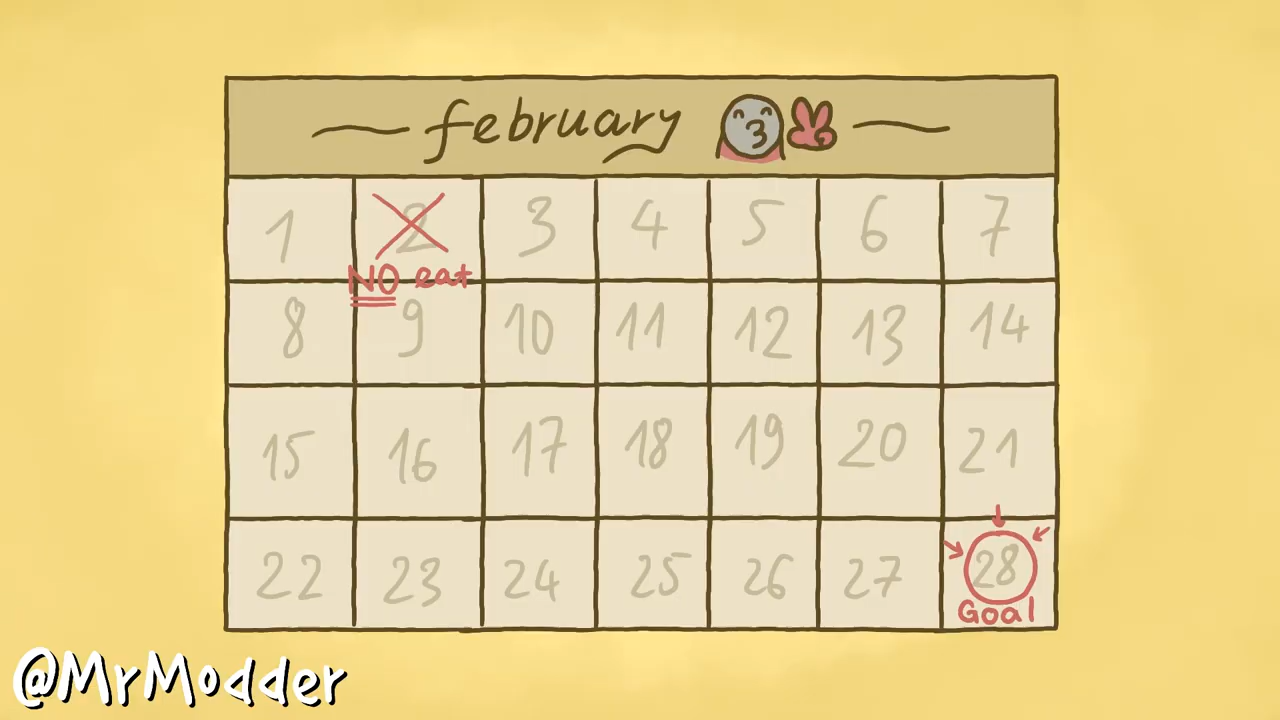 february
1 2 3 4 5 6 7
NO eat
8 9 10 11 12 13 14
15 16 17 18 19 20 21
22 23 24 25 26 27 28
Goal
@MrModder